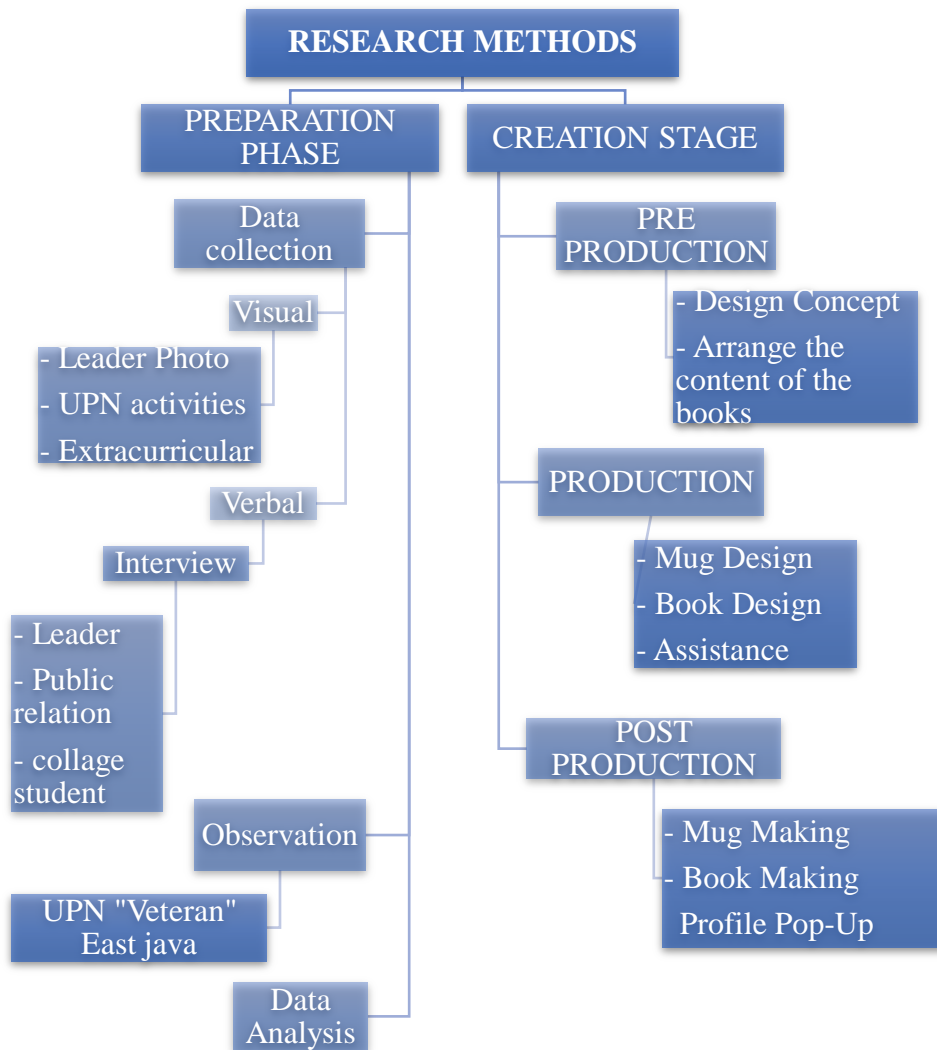 RESEARCH METHODS
PREPARATION
PHASE
Data
collection
Visual
- Leader Photo
- UPN activities
- Extracurricular
Verbal
Interview
- Leader
- Public
relation
- collage
student
Observation
UPN "Veteran"
East java
Data
Analysis
CREATION STAGE
PRE
PRODUCTION
- Design Concept
- Arrange the
content of the
books
PRODUCTION
- Mug Design
- Book Design
- Assistance
POST
PRODUCTION
- Mug Making
- Book Making
Profile Pop-Up